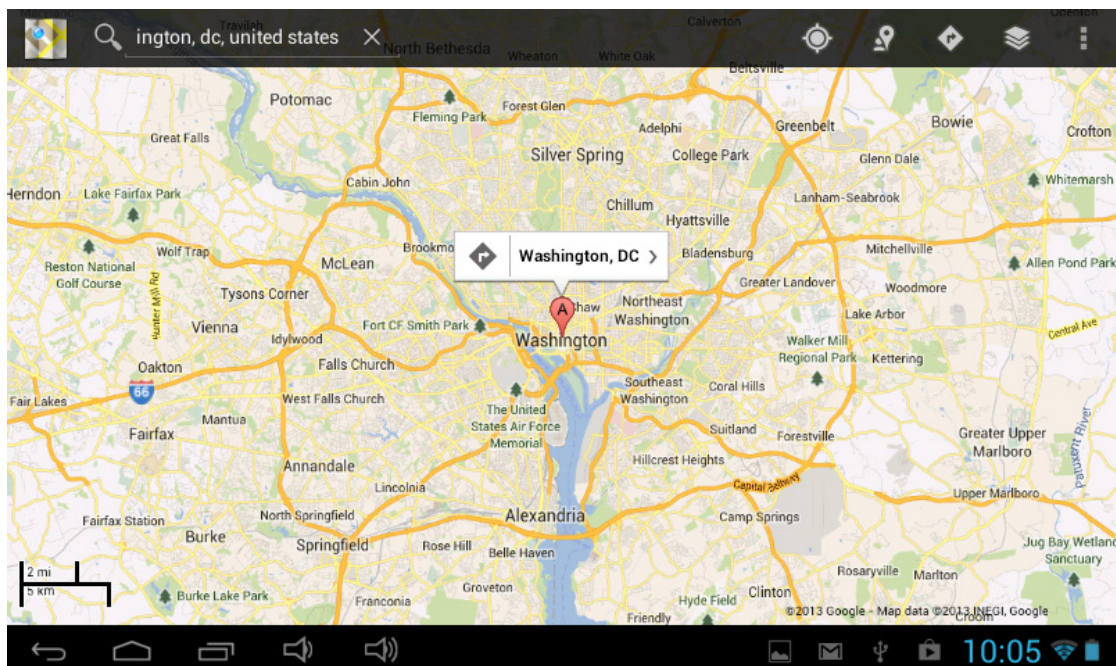 Travilah
Calverton
ington, dc, united states
North Bethesda
Wheaton
White Oak
Beltsville
Potomac
Fleming Park
Forest Glen
Adelphi
Greenbelt
Bowie
Crofton
Great Falls
Silver Spring
College Park
Glenn Dale
Herndon
Lake Fairfax Park
Cabin John
Whitemarsh
Lanham-Seabrook
Chillum
Hyattsville
Wolf Trap
Brookmo
Washington, DC
Bladensburg
Mitchellville
Reston National
Golf Course
McLean
Allen Pond Park
Tysons Corner
Greater Landover
Woodmore
Hunter Mill Rd
A
Shaw
Northeast
Washington
Lake Arbor
Vienna
Fort CF Smith Park
Idylwood
Washington
Walker Mill
Regional Park
Central Ave
Oakton
Falls Church
Kettering
66
Southeast
Washington
Coral Hills
Fair Lakes
West Falls Church
Mantua
The United
States Air Force
Memorial
Suitland
Forestville
Fairfax
Greater Upper
Marlboro
Patuxent River
Annandale
Hillcrest Heights
Lincolnia
Capital Beltway
Upper Marlboro
Fairfax Station
North Springfield
Alexandria
Camp Springs
Burke
Springfield
Rose Hill
Belle Haven
Jug Bay Wetland
Sanctuary
2 mi
5 km
Rosaryville
Marlton
Burke Lake Park
Franconia
Groveton
Hyde Field
Clinton
©2013 Google - Map data ©2013 INEGI, Google
Friendly
Croom
10:05